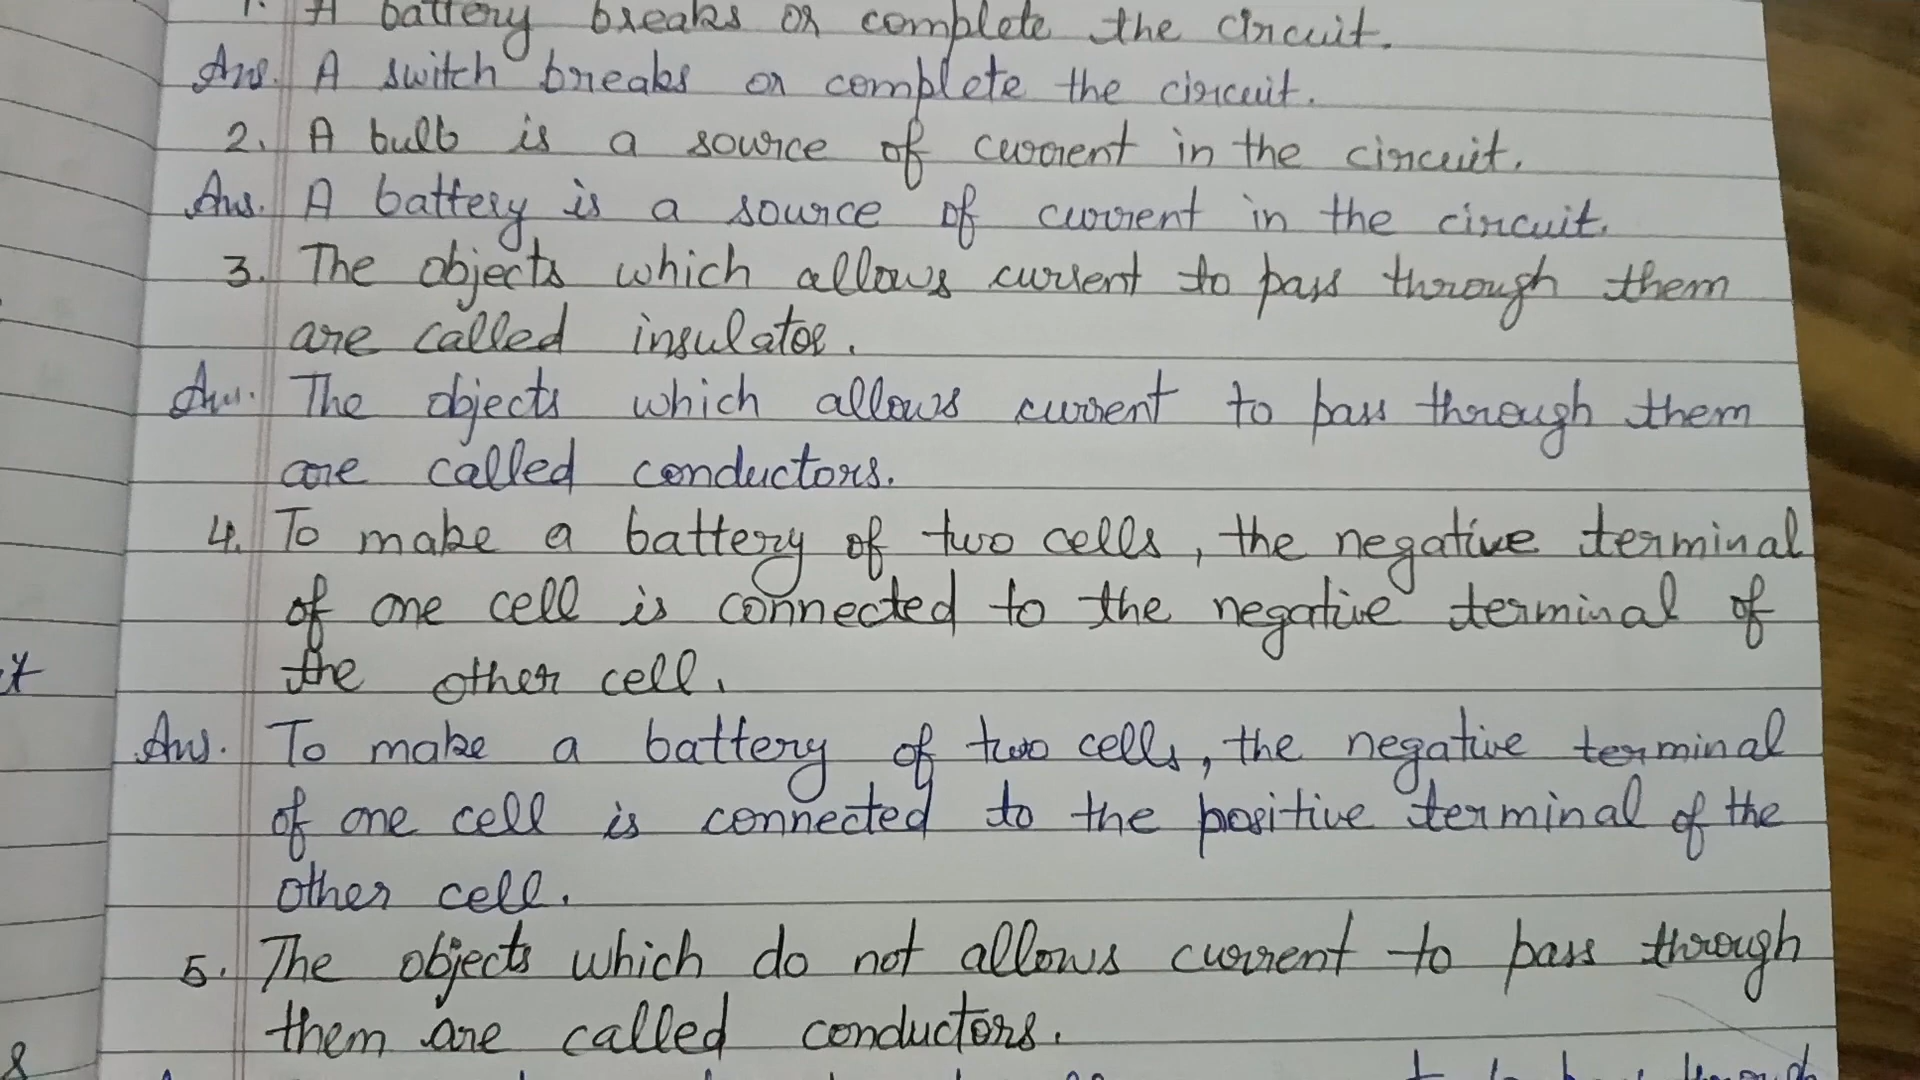 1. A battery breaks or complete the circuit.
Ans. A switch breaks or complete the circuit.
2. A bulb is a source of current in the circuit.
Ans. A battery is a source of current in the circuit.
3. The objects which allows current to pass through them
are called insulator.
Ans. The objects which allows current to pass through them
are called conductors.
4. To make a battery of two cells, the negative terminal
of one cell is connected to the negative terminal of
the other cell.
Ans. To make a battery of two cells, the negative terminal
of one cell is connected to the positive terminal of the
other cell.
5. The objects which do not allows current to pass through
them are called conductors.